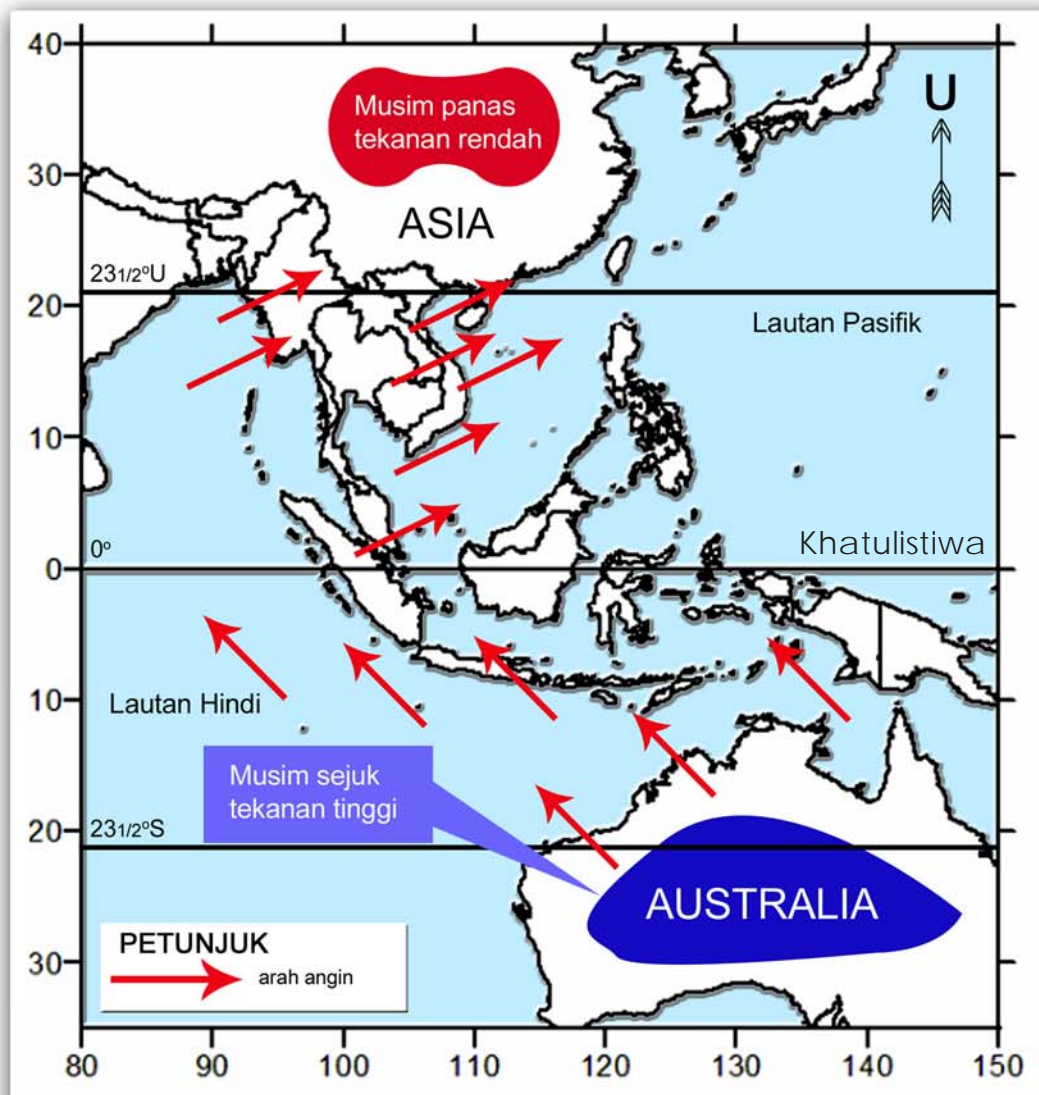 40
Musim panas
tekanan rendah
U
30
ASIA
23 1/2°U
20
Lautan Pasifik
10
0°
Khatulistiwa
0
10
Lautan Hindi
Musim sejuk
tekanan tinggi
20
23 1/2°S
AUSTRALIA
PETUNJUK
arah angin
30
80 90 100 110 120 130 140 150